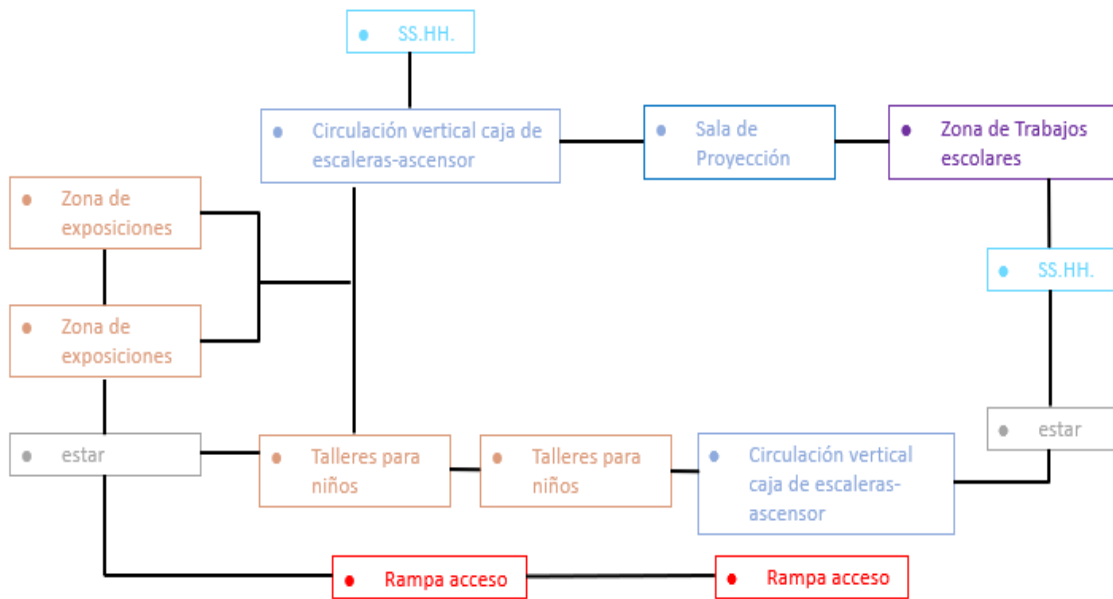 • SS.HH.
• Circulación vertical caja de
escaleras-ascensor
• Sala de
Proyección
• Zona de Trabajos
escolares
• Zona de
exposiciones
• SS.HH.
• Zona de
exposiciones
• estar
• estar
• Talleres para
niños
• Talleres para
niños
• Circulación vertical
caja de escaleras-
ascensor
• Rampa acceso
• Rampa acceso